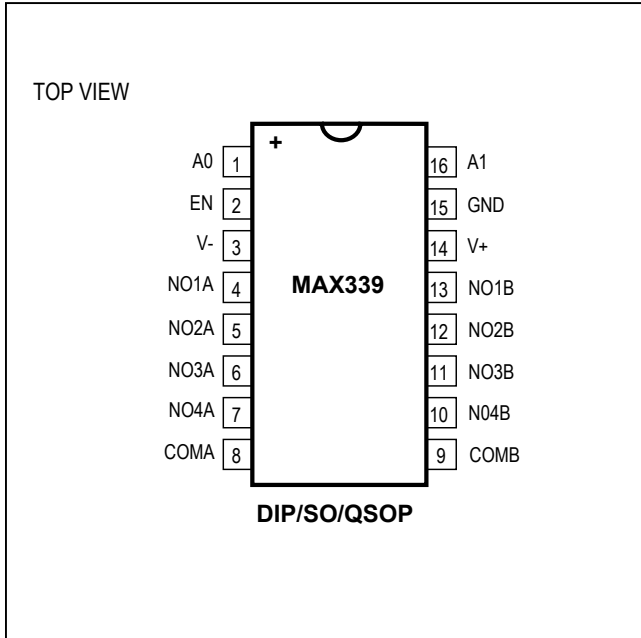 TOP VIEW
+
A0 1 16 A1
EN 2 15 GND
V- 3 14 V+
NO1A 4 MAX339 13 NO1B
NO2A 5 12 NO2B
NO3A 6 11 NO3B
NO4A 7 10 N04B
COMA 8 9 COMB
DIP/SO/QSOP